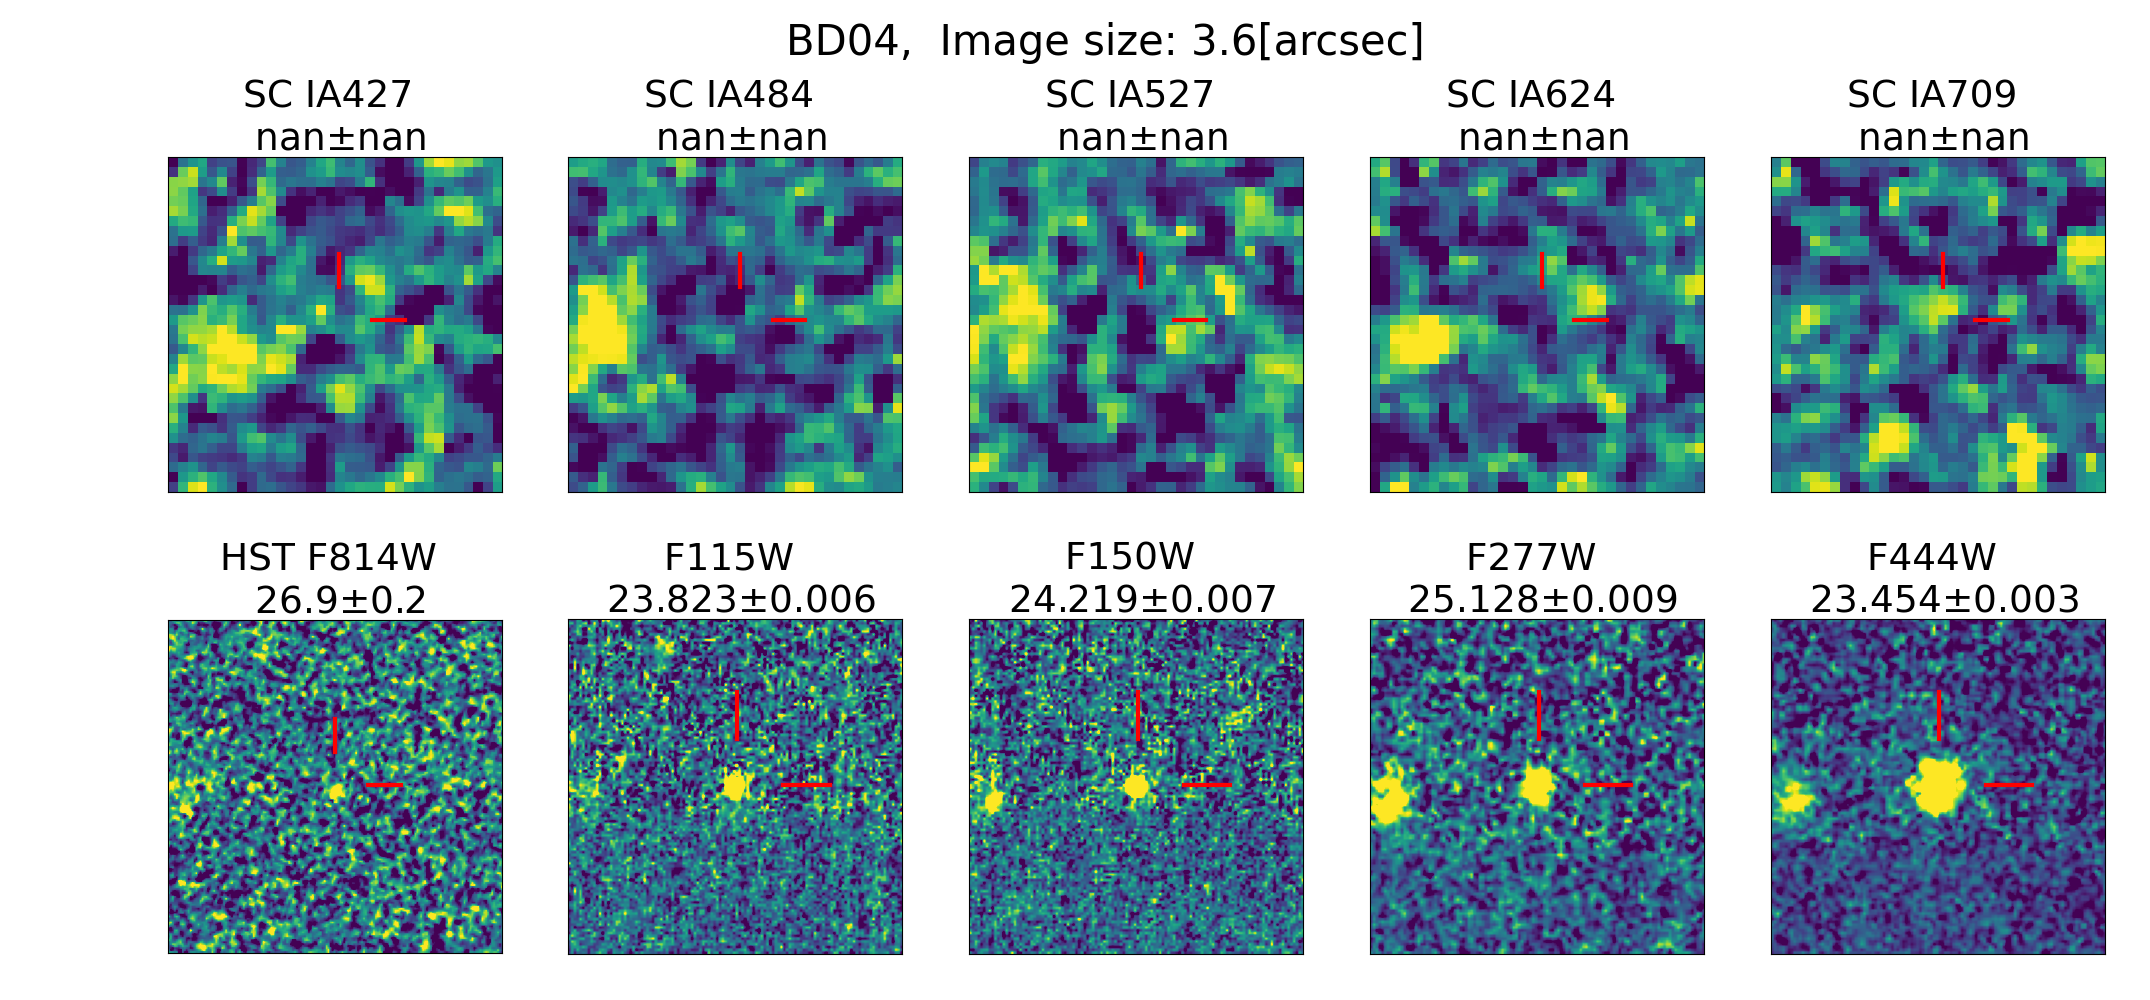 BD04,  Image size: 3.6[arcsec]
SC IA427
nan±nan
SC IA484
nan±nan
SC IA527
nan±nan
SC IA624
nan±nan
SC IA709
nan±nan
HST F814W
26.9±0.2
F115W
23.823±0.006
F150W
24.219±0.007
F277W
25.128±0.009
F444W
23.454±0.003